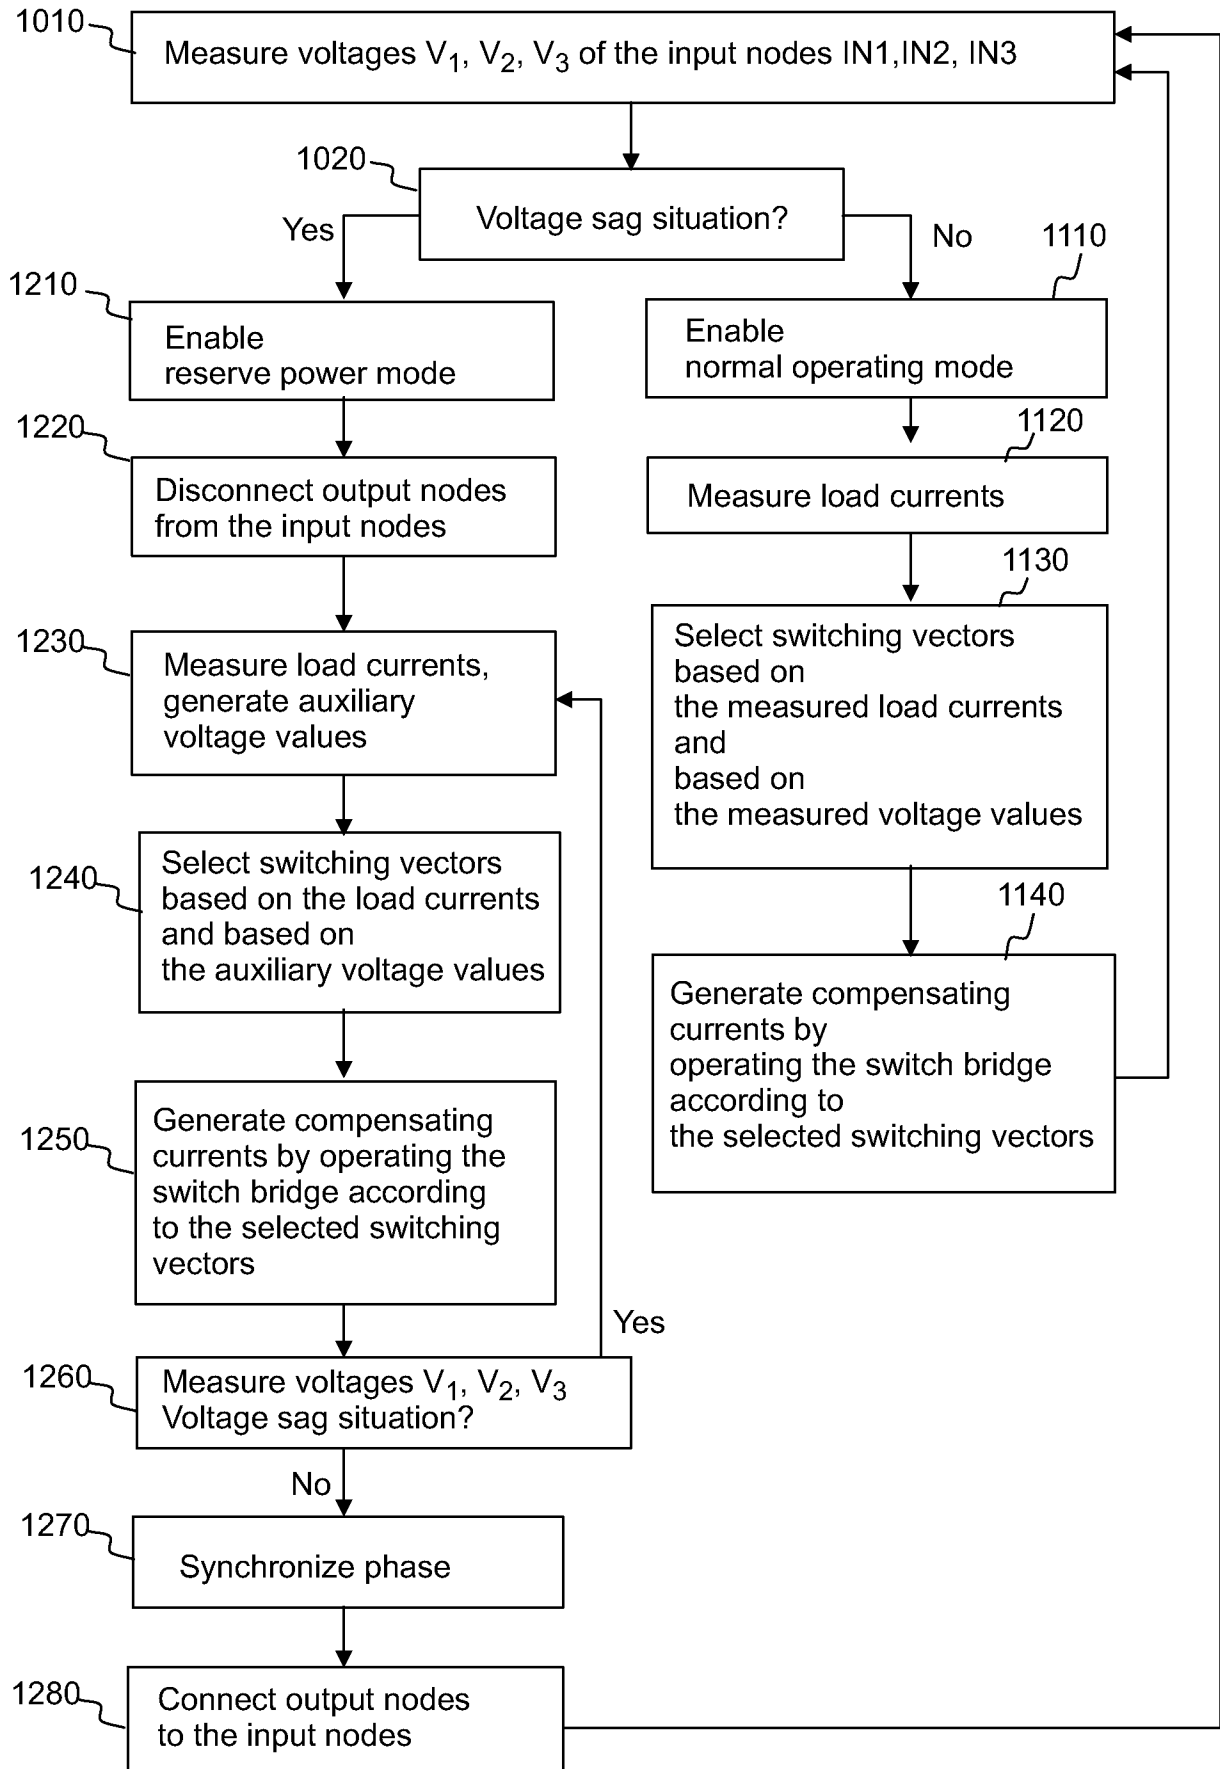 1010
Measure voltages V1, V2, V3 of the input nodes IN1,IN2, IN3
1020
Voltage sag situation?
Yes
No
1210
Enable
reserve power mode
1110
Enable
normal operating mode
1220
Disconnect output nodes
from the input nodes
1120
Measure load currents
1230
Measure load currents,
generate auxiliary
voltage values
1130
Select switching vectors
based on
the measured load currents
and
based on
the measured voltage values
1240
Select switching vectors
based on the load currents
and based on
the auxiliary voltage values
1140
Generate compensating
currents by
operating the switch bridge
according to
the selected switching vectors
1250
Generate compensating
currents by operating the
switch bridge according
to the selected switching
vectors
Yes
1260
Measure voltages V1, V2, V3
Voltage sag situation?
No
1270
Synchronize phase
1280
Connect output nodes
to the input nodes